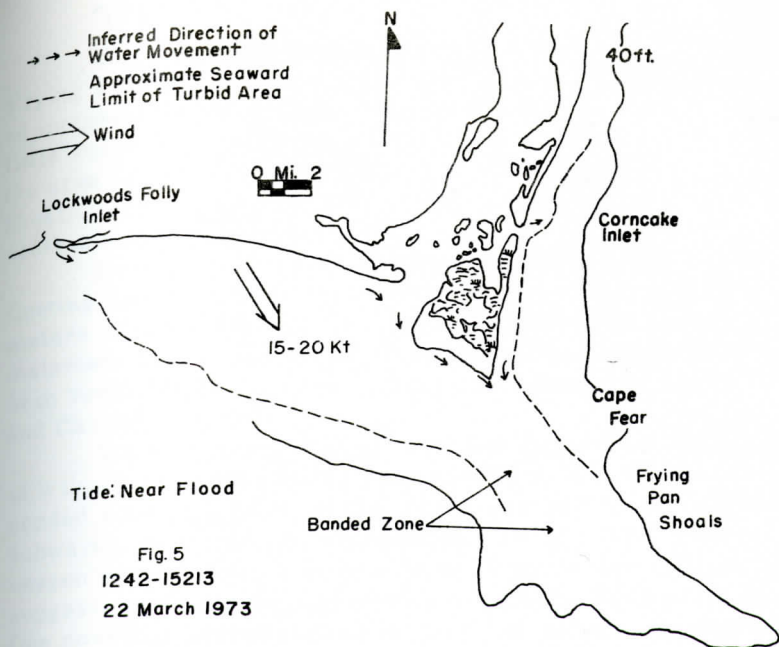 N
Inferred Direction of
Water Movement
Approximate Seaward
Limit of Turbid Area
Wind
40ft.
0 Mi. 2
Lockwoods Folly
Inlet
Corncake
Inlet
15-20 Kt
Cape
Fear
Frying
Pan
Shoals
Tide: Near Flood
Banded Zone
Fig. 5
1242-15213
22 March 1973